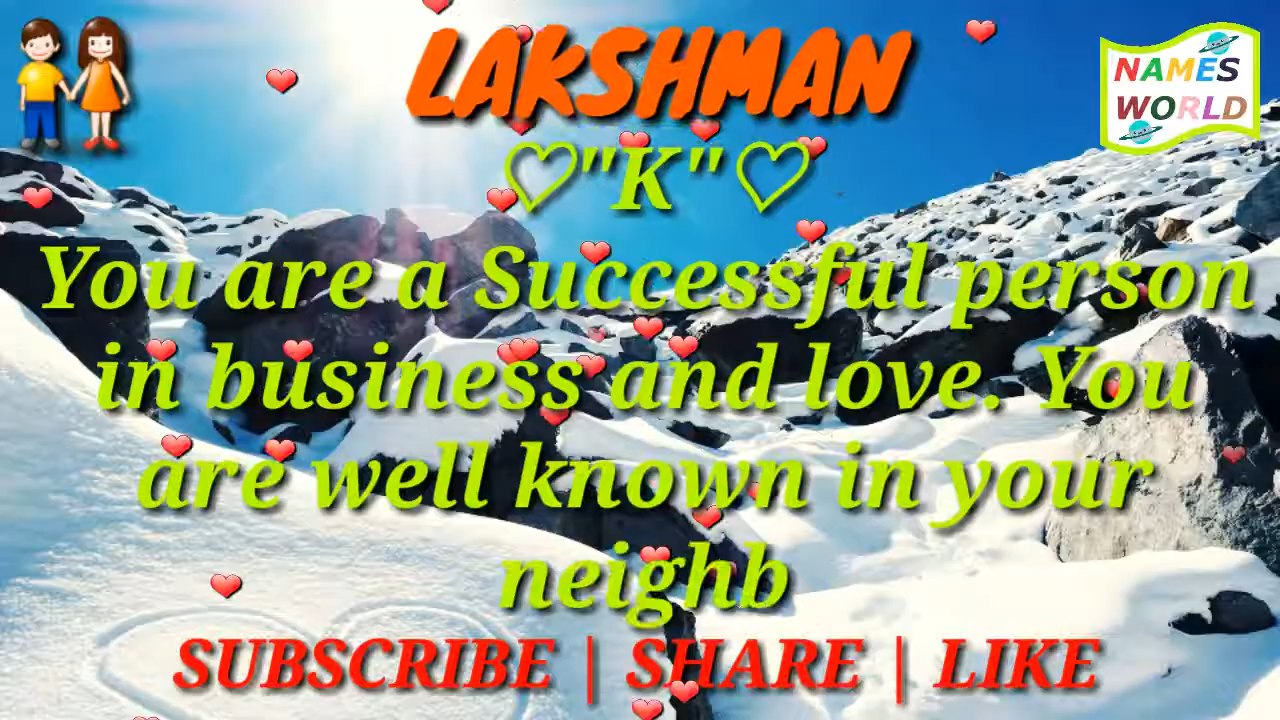 LAKSHMAN
NAMES
WORLD
♡"K"♡
You are a Successful person
in business and love. You
are well known in your
neighb
SUBSCRIBE | SHARE | LIKE